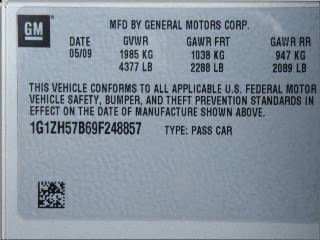 GM
MFD BY GENERAL MOTORS CORP.
DATE GVWR GAWR FRT GAWR RR
05/09 1985 KG 1038 KG 947 KG
4377 LB 2288 LB 2089 LB
THIS VEHICLE CONFORMS TO ALL APPLICABLE U.S. FEDERAL MOTOR
VEHICLE SAFETY, BUMPER, AND THEFT PREVENTION STANDARDS IN
EFFECT ON THE DATE OF MANUFACTURE SHOWN ABOVE.
1G1ZH57B69F248857 TYPE: PASS CAR